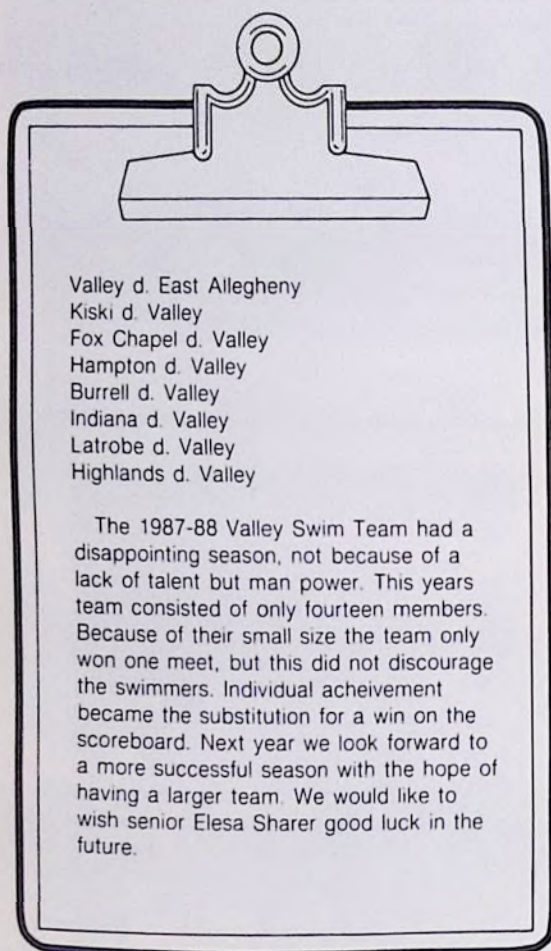 Valley d. East Allegheny
Kiski d. Valley
Fox Chapel d. Valley
Hampton d. Valley
Burrell d. Valley
Indiana d. Valley
Latrobe d. Valley
Highlands d. Valley
The 1987-88 Valley Swim Team had a
disappointing season, not because of a
lack of talent but man power. This years
team consisted of only fourteen members.
Because of their small size the team only
won one meet, but this did not discourage
the swimmers. Individual acheivement
became the substitution for a win on the
scoreboard. Next year we look forward to
a more successful season with the hope of
having a larger team. We would like to
wish senior Elesa Sharer good luck in the
future.